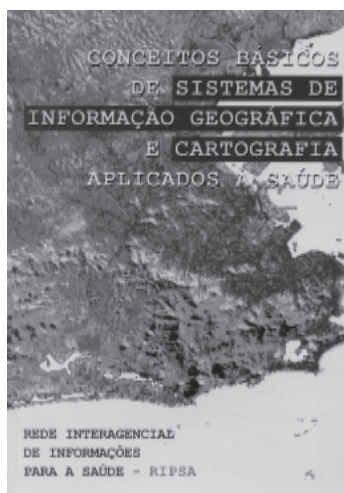 CONCEITOS BÁSICOS
DE SISTEMAS DE
INFORMAÇÃO GEOGRÁFICA
E CARTOGRAFIA
APLICADOS À SAÚDE
REDE INTERAGENCIAL
DE INFORMAÇÕES
PARA A SAÚDE - RIPSA